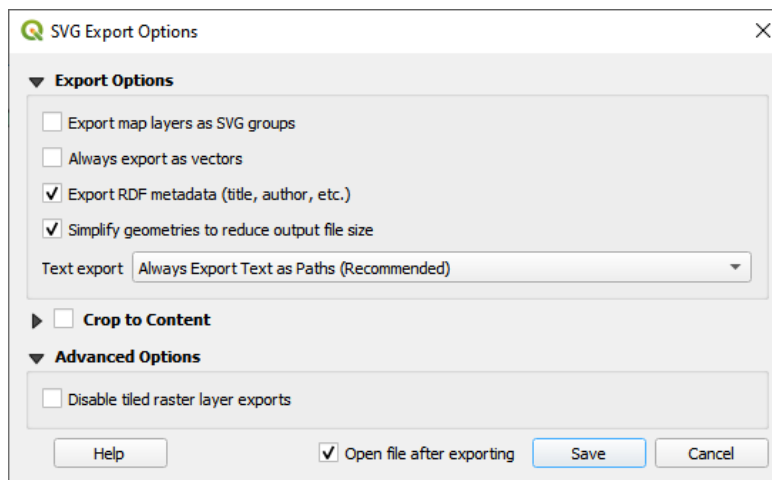 SVG Export Options
Export Options
Export map layers as SVG groups
Always export as vectors
Export RDF metadata (title, author, etc.)
Simplify geometries to reduce output file size
Text export Always Export Text as Paths (Recommended)
Crop to Content
Advanced Options
Disable tiled raster layer exports
Help Open file after exporting Save Cancel